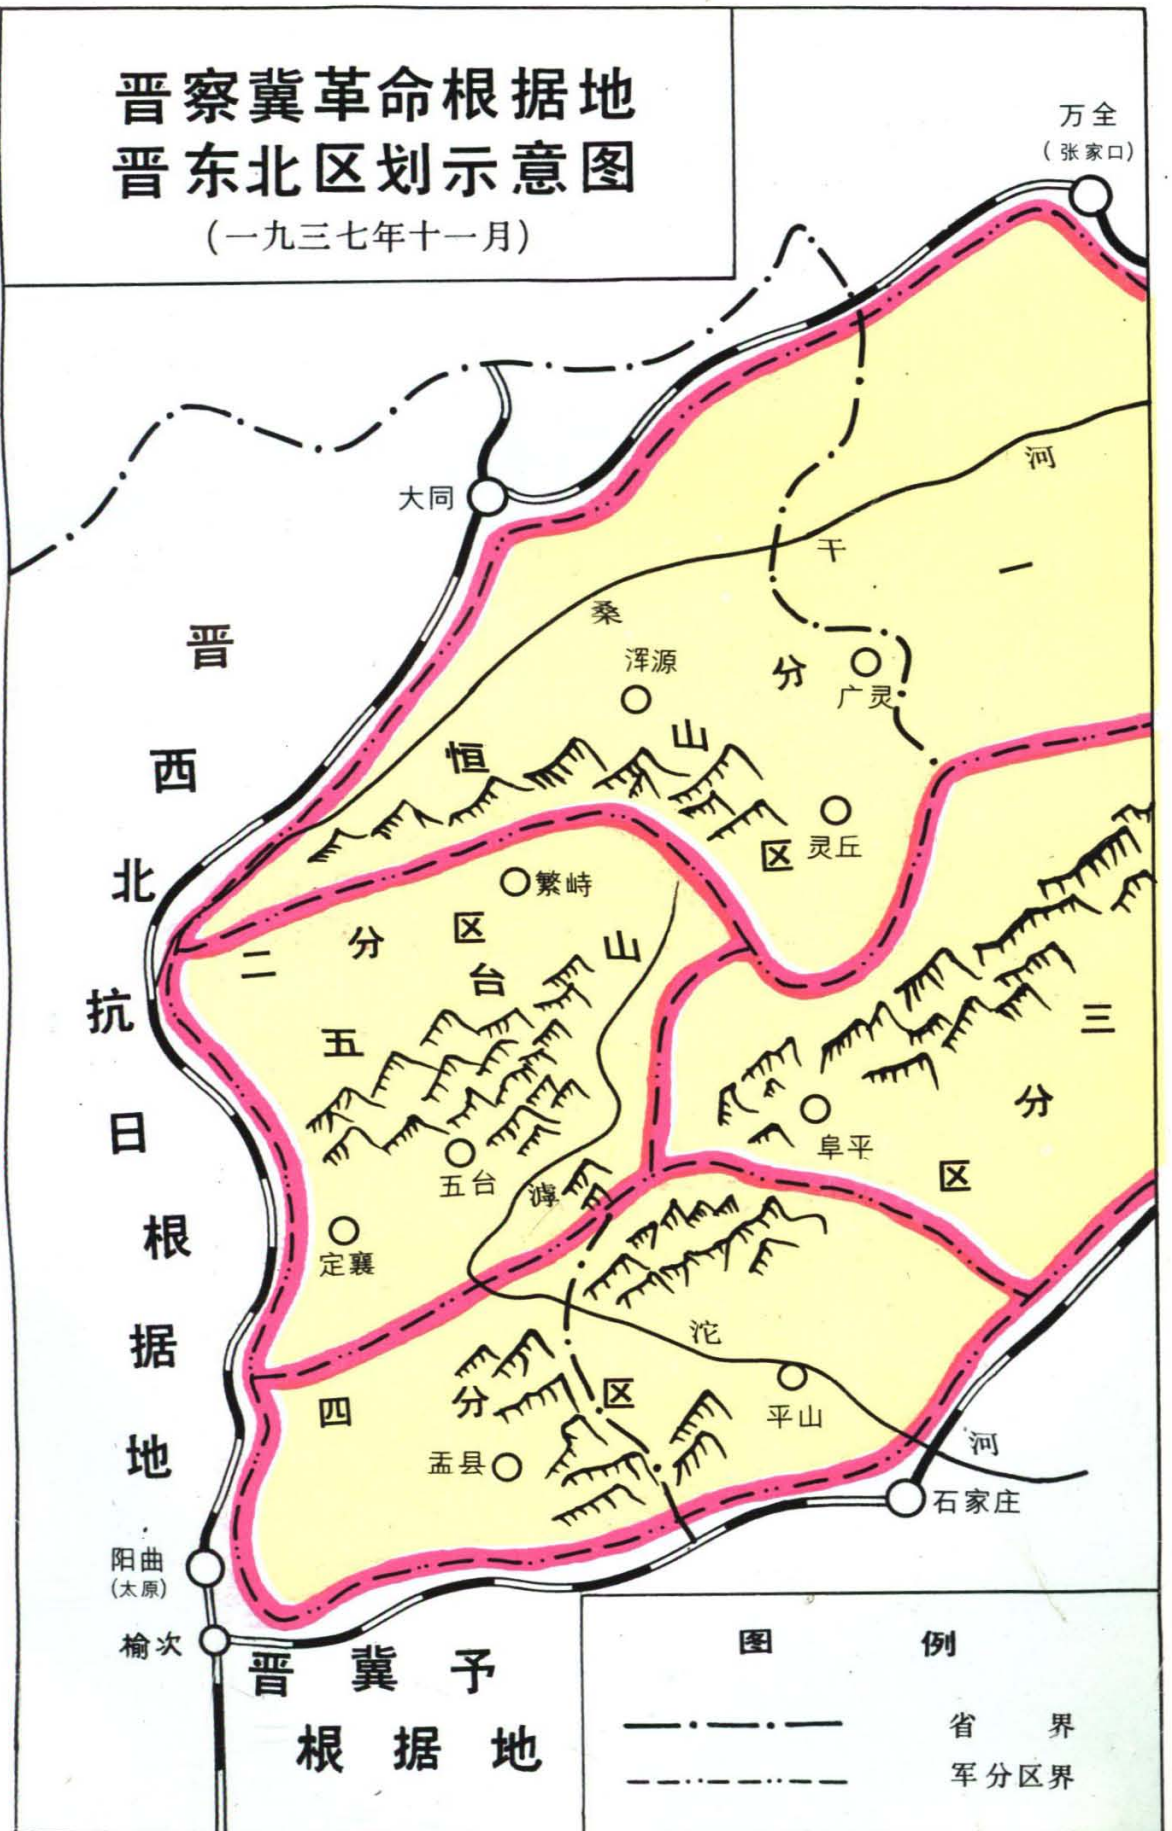 晋察冀革命根据地
晋东北区划示意图
(一九三七年十一月)
万全
(张家口)
大同
桑干河
一分区
浑源
广灵
恒山
灵丘
繁峙
二分区
五台山
三分区
阜平
五台
定襄
滹沱河
四分区
平山
盂县
石家庄
阳曲
(太原)
榆次
晋西北抗日根据地
晋冀予
根据地
图例
省界
军分区界